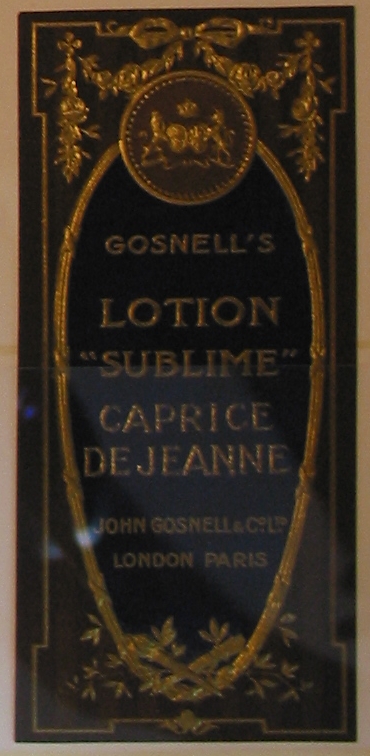 GOSNELL'S
LOTION
"SUBLIME"
CAPRICE
DE JEANNE
JOHN GOSNELL & Co. LTD
LONDON PARIS